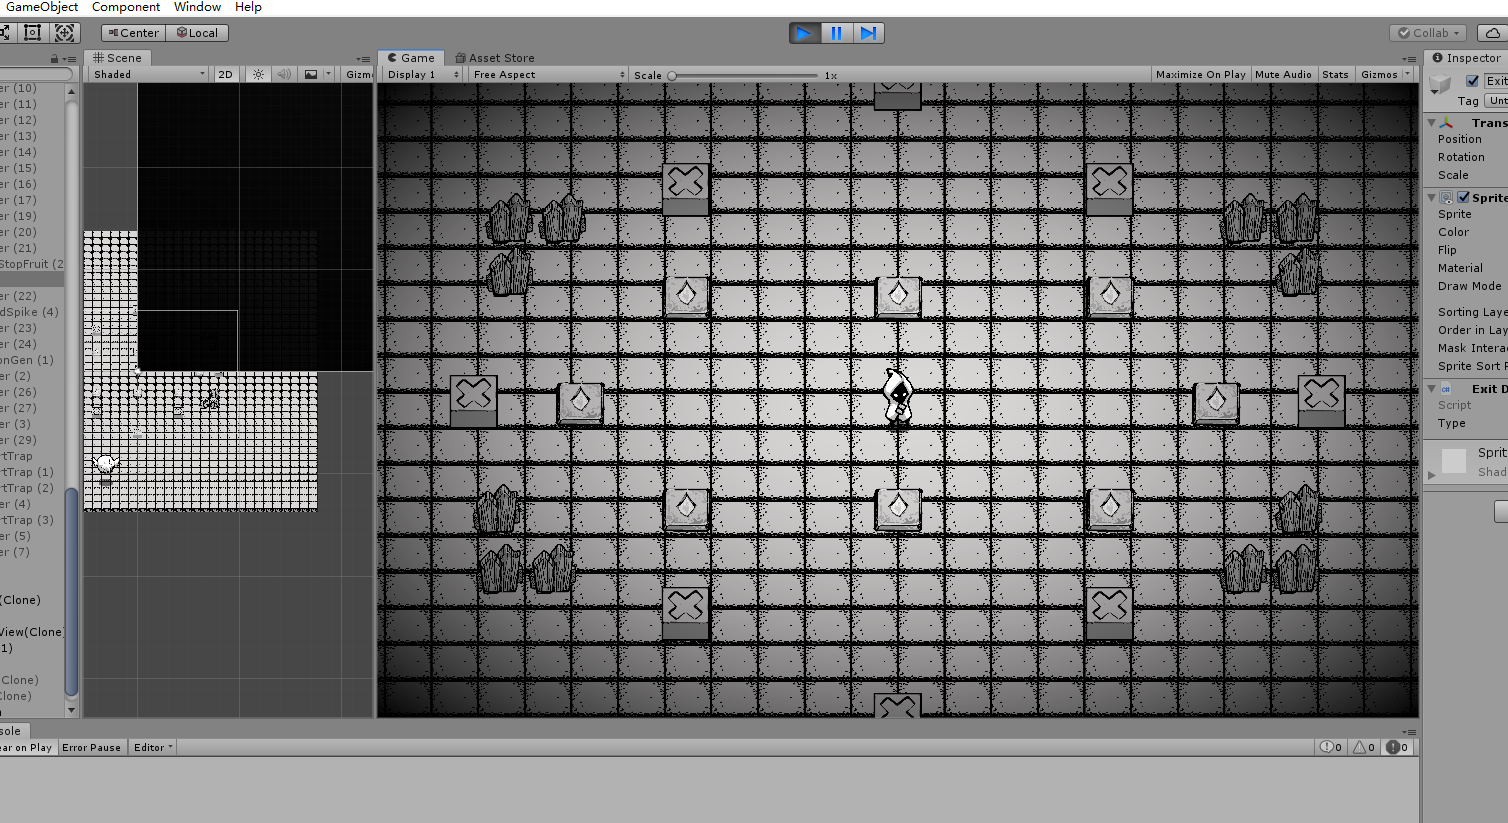 GameObject Component Window Help
Center Local Collab
Scene Game Asset Store Inspector
Shaded 2D Gizm Display 1 Free Aspect Scale 1x Maximize On Play Mute Audio Stats Gizmos Exit
Tag Unt
er (10)
er (11)
er (12)
er (13)
er (14)
er (15)
er (16)
er (17)
er (19)
er (20)
er (21)
StopFruit (2
er (22)
dSpike (4)
er (23)
er (24)
onGen (1)
er (2)
er (26)
er (27)
er (3)
er (29)
rtTrap
rtTrap (1)
rtTrap (2)
er (4)
rtTrap (3)
er (5)
er (7)
(Clone)
View(Clone)
1)
Clone)
Clone)
Trans
Position
Rotation
Scale
Sprite
Sprite
Color
Flip
Material
Draw Mode
Sorting Laye
Order in Lay
Mask Interac
Sprite Sort P
Exit D
Script
Type
Sprit
Shad
sole
ear on Play Error Pause Editor 0 0 0